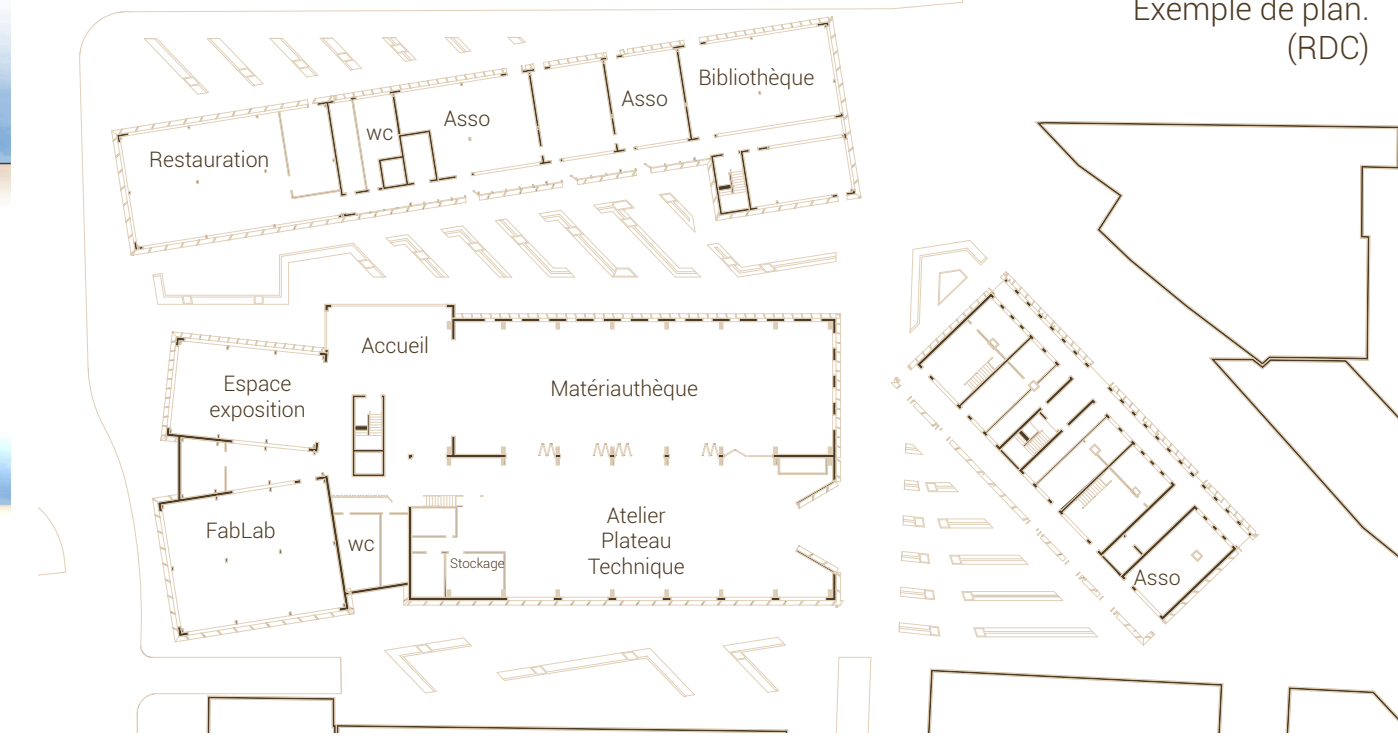 Exemple de plan.
(RDC)
Bibliothèque
Asso
Asso
wc
Restauration
Accueil
Espace
exposition
Matériauthèque
FabLab
wc
Stockage
Atelier
Plateau
Technique
Asso